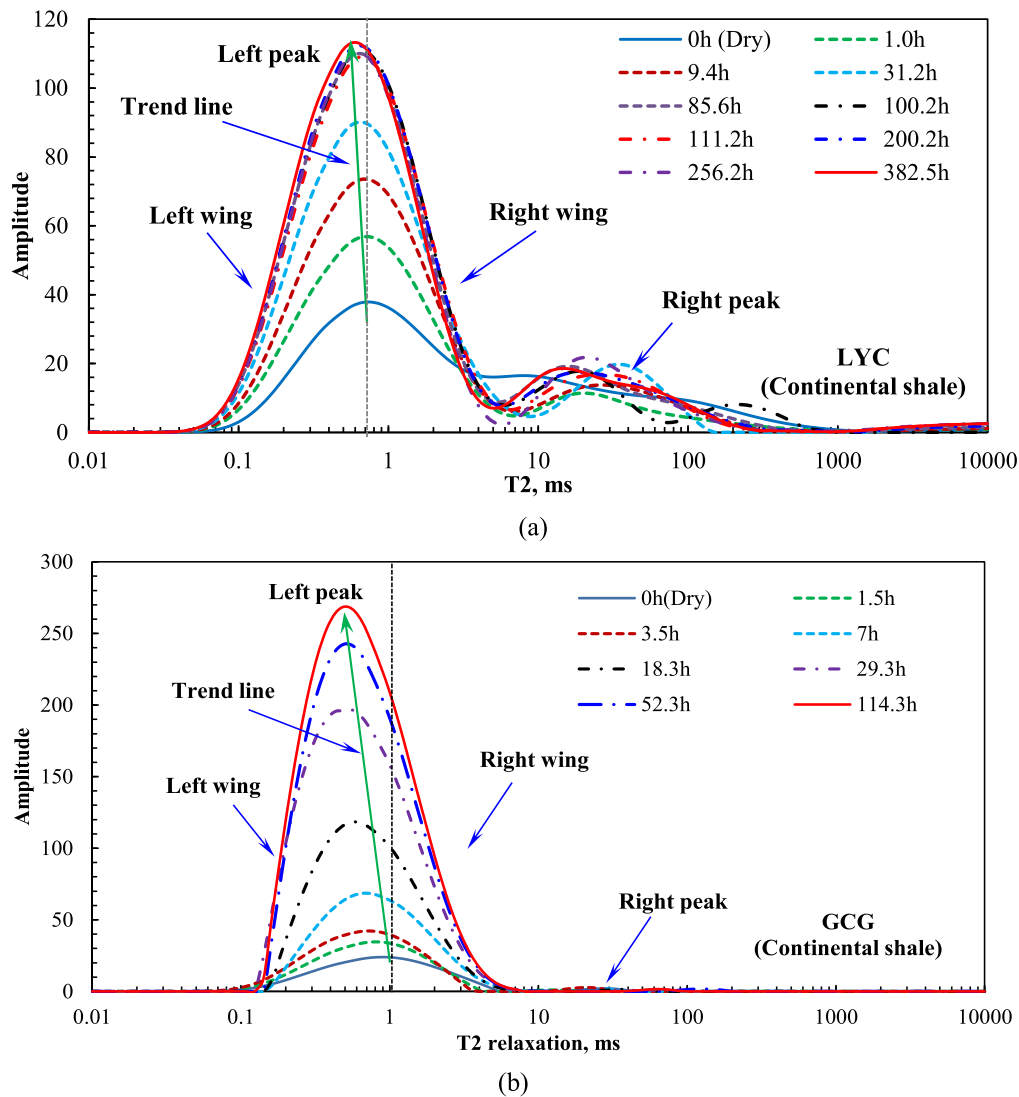 120
100
80
60
40
20
0
Amplitude
Left peak
Trend line
Left wing
Right wing
Right peak
0h (Dry)
1.0h
9.4h
31.2h
85.6h
100.2h
111.2h
200.2h
256.2h
382.5h
LYC
(Continental shale)
0.01 0.1 1 10 100 1000 10000
T2, ms
(a)
300
250
200
150
100
50
0
Amplitude
Left peak
Trend line
Left wing
Right wing
Right peak
0h(Dry)
1.5h
3.5h
7h
18.3h
29.3h
52.3h
114.3h
GCG
(Continental shale)
0.01 0.1 1 10 100 1000 10000
T2 relaxation, ms
(b)